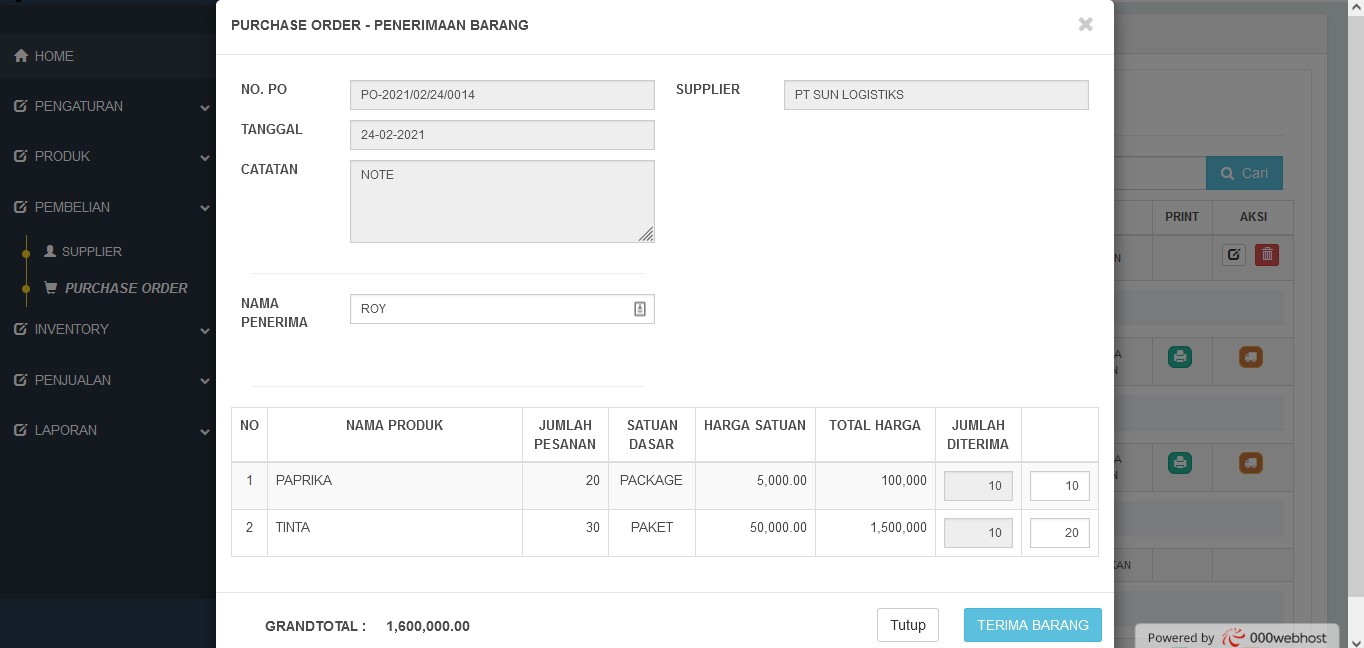 PURCHASE ORDER - PENERIMAAN BARANG
×
HOME
PENGATURAN
PRODUK
PEMBELIAN
SUPPLIER
PURCHASE ORDER
INVENTORY
PENJUALAN
LAPORAN
NO. PO
PO-2021/02/24/0014
SUPPLIER
PT SUN LOGISTIKS
TANGGAL
24-02-2021
CATATAN
NOTE
NAMA
PENERIMA
ROY
NO NAMA PRODUK JUMLAH PESANAN SATUAN DASAR HARGA SATUAN TOTAL HARGA JUMLAH DITERIMA
1 PAPRIKA 20 PACKAGE 5,000.00 100,000 10 10
2 TINTA 30 PAKET 50,000.00 1,500,000 10 20
GRANDTOTAL : 1,600,000.00
Tutup
TERIMA BARANG
Cari
PRINT AKSI
Powered by 000webhost